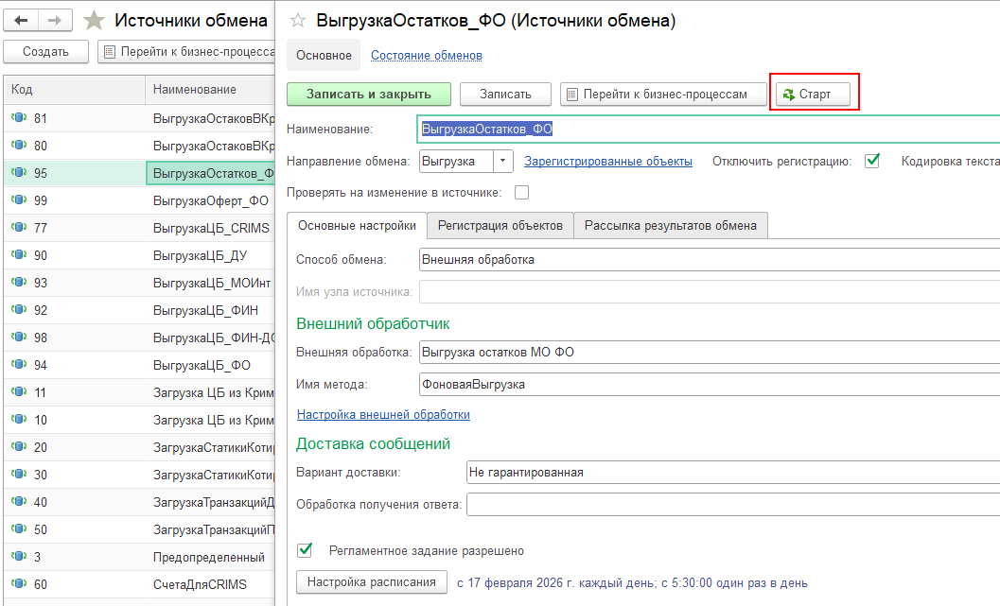 Источники обмена
Создать
Перейти к бизнес-процесса
Код Наименование
81 ВыгрузкаОстаковВКр
80 ВыгрузкаОстаковВКр
95 ВыгрузкаОстатков_Ф
99 ВыгрузкаОферт_ФО
77 ВыгрузкаЦБ_CRIMS
90 ВыгрузкаЦБ_ДУ
93 ВыгрузкаЦБ_МОИнт
92 ВыгрузкаЦБ_ФИН
98 ВыгрузкаЦБ_ФИН-ДО
94 ВыгрузкаЦБ_ФО
11 Загрузка ЦБ из Крим
10 Загрузка ЦБ из Крим
20 ЗагрузкаСтатикиКоти
30 ЗагрузкаСтатикиКоти
40 ЗагрузкаТранзакцийД
50 ЗагрузкаТранзакцийП
3 Предопределенный
60 СчетаДляCRIMS
ВыгрузкаОстатков_ФО (Источники обмена)
Основное Состояние обменов
Записать и закрыть Записать Перейти к бизнес-процессам Старт
Наименование: ВыгрузкаОстатков_ФО
Направление обмена: Выгрузка Зарегистрированные объекты Отключить регистрацию: Кодировка текста
Проверять на изменение в источнике:
Основные настройки Регистрация объектов Рассылка результатов обмена
Способ обмена: Внешняя обработка
Имя узла источника:
Внешний обработчик
Внешняя обработка: Выгрузка остатков МО ФО
Имя метода: ФоноваяВыгрузка
Настройка внешней обработки
Доставка сообщений
Вариант доставки: Не гарантированная
Обработка получения ответа:
Регламентное задание разрешено
Настройка расписания с 17 февраля 2026 г. каждый день; с 5:30:00 один раз в день